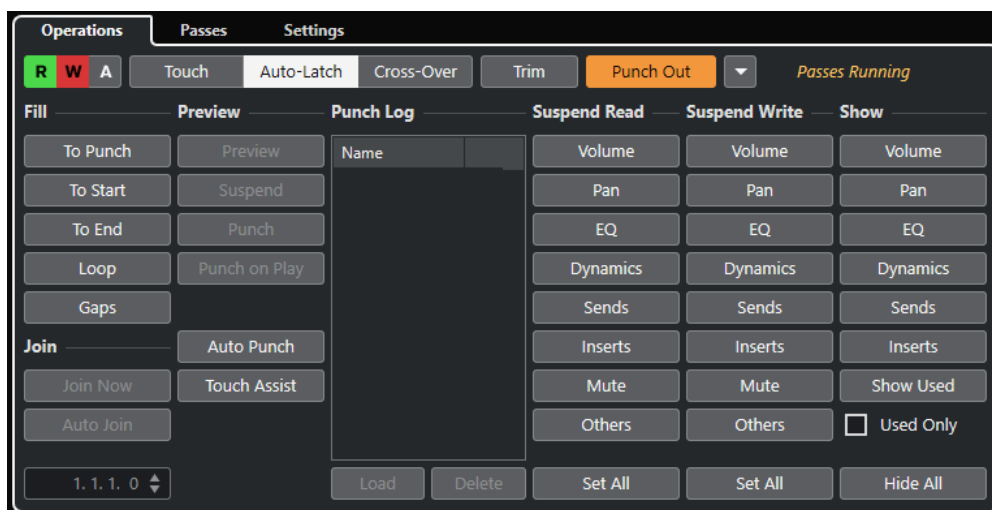 Operations Passes Settings
R W A Touch Auto-Latch Cross-Over Trim Punch Out Passes Running
Fill Preview Punch Log Suspend Read Suspend Write Show
To Punch Preview Name Volume Volume Volume
To Start Suspend Pan Pan Pan
To End Punch EQ EQ EQ
Loop Punch on Play Dynamics Dynamics Dynamics
Gaps Sends Sends Sends
Join Auto Punch Inserts Inserts Inserts
Join Now Touch Assist Mute Mute Show Used
Auto Join Others Others Used Only
1. 1. 1. 0 Load Delete Set All Set All Hide All